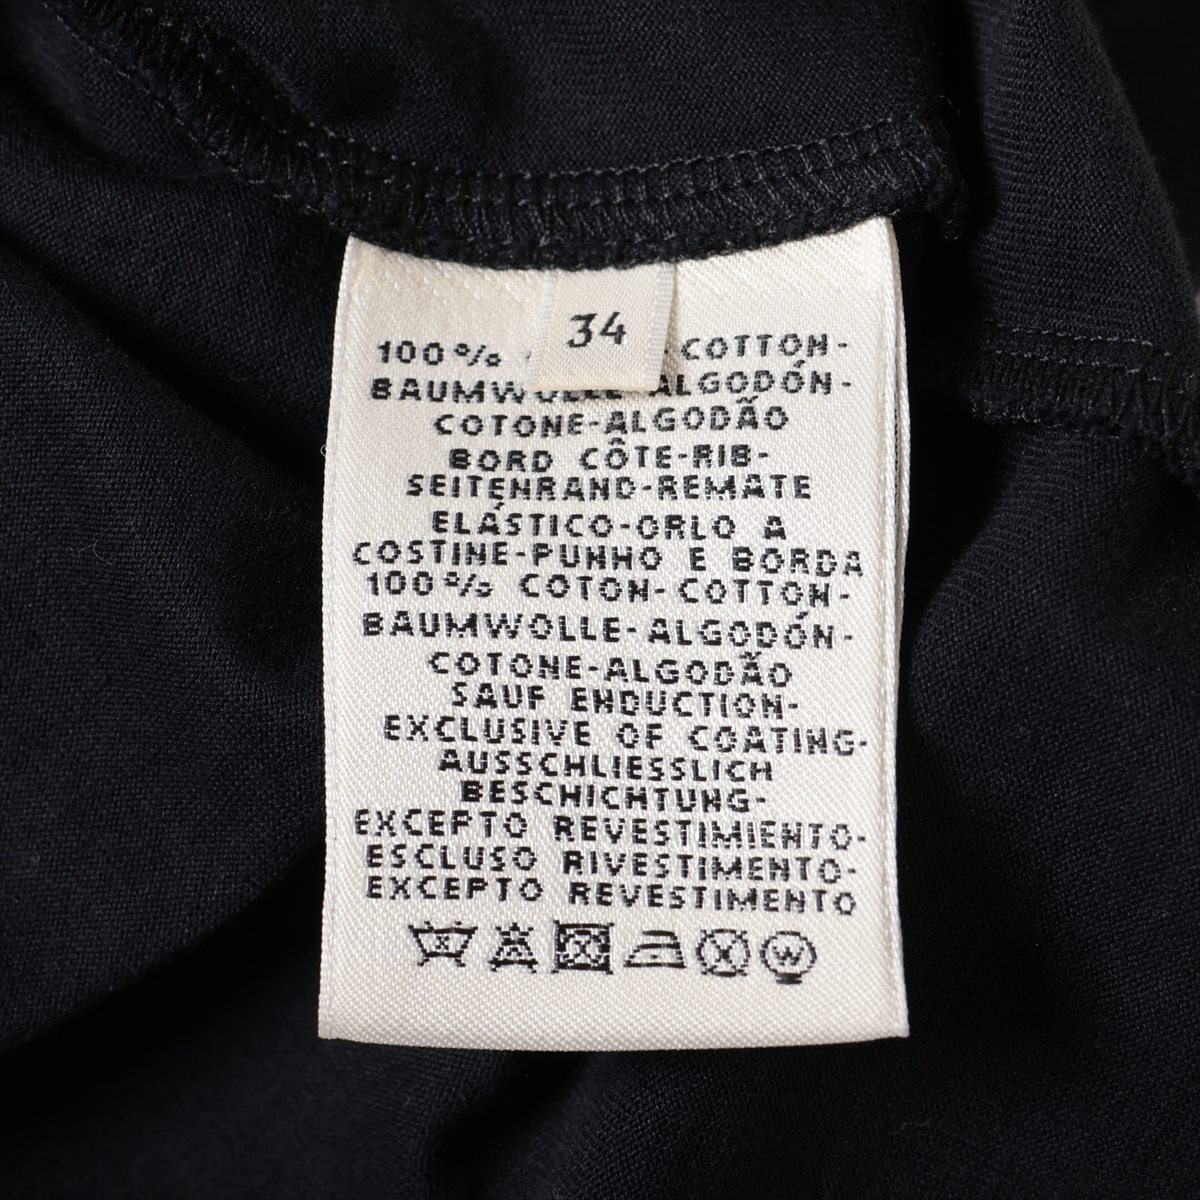 34
100% COTTON-
BAUMWOLLE-ALGODÓN-
COTONE-ALGODÃO
BORD CÔTE-RIB-
SEITENRAND-REMATE
ELÁSTICO-ORLO A
COSTINE-PUNHO E BORDA
100% COTON-COTTON-
BAUMWOLLE-ALGODÓN-
COTONE-ALGODÃO
SAUF ENDUCTION-
EXCLUSIVE OF COATING-
AUSSCHLIESSLICH
BESCHICHTUNG-
EXCEPTO REVESTIMIENTO-
ESCLUSO RIVESTIMENTO-
EXCEPTO REVESTIMENTO
W